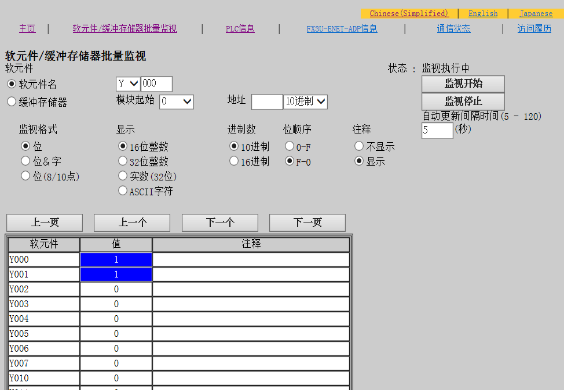 Chinese(Simplified) | English | Japanese
主页 | 软元件/缓冲存储器批量监视 | PLC信息 | FX3U-ENET-ADP信息 | 通信状态 | 访问履历
软元件/缓冲存储器批量监视
软元件 状态 : 监视执行中
软元件名 Y 000 监视开始
缓冲存储器 模块起始 0 地址 10进制 监视停止
自动更新间隔时间(5 - 120)
5 (秒)
监视格式 显示 进制数 位顺序 注释
位 16位整数 10进制 0-F 不显示
位&字 32位整数 16进制 F-0 显示
位(8/10点) 实数(32位)
ASCII字符
上一页 上一个 下一个 下一页
软元件 值 注释
Y000 1
Y001 1
Y002 0
Y003 0
Y004 0
Y005 0
Y006 0
Y007 0
Y010 0